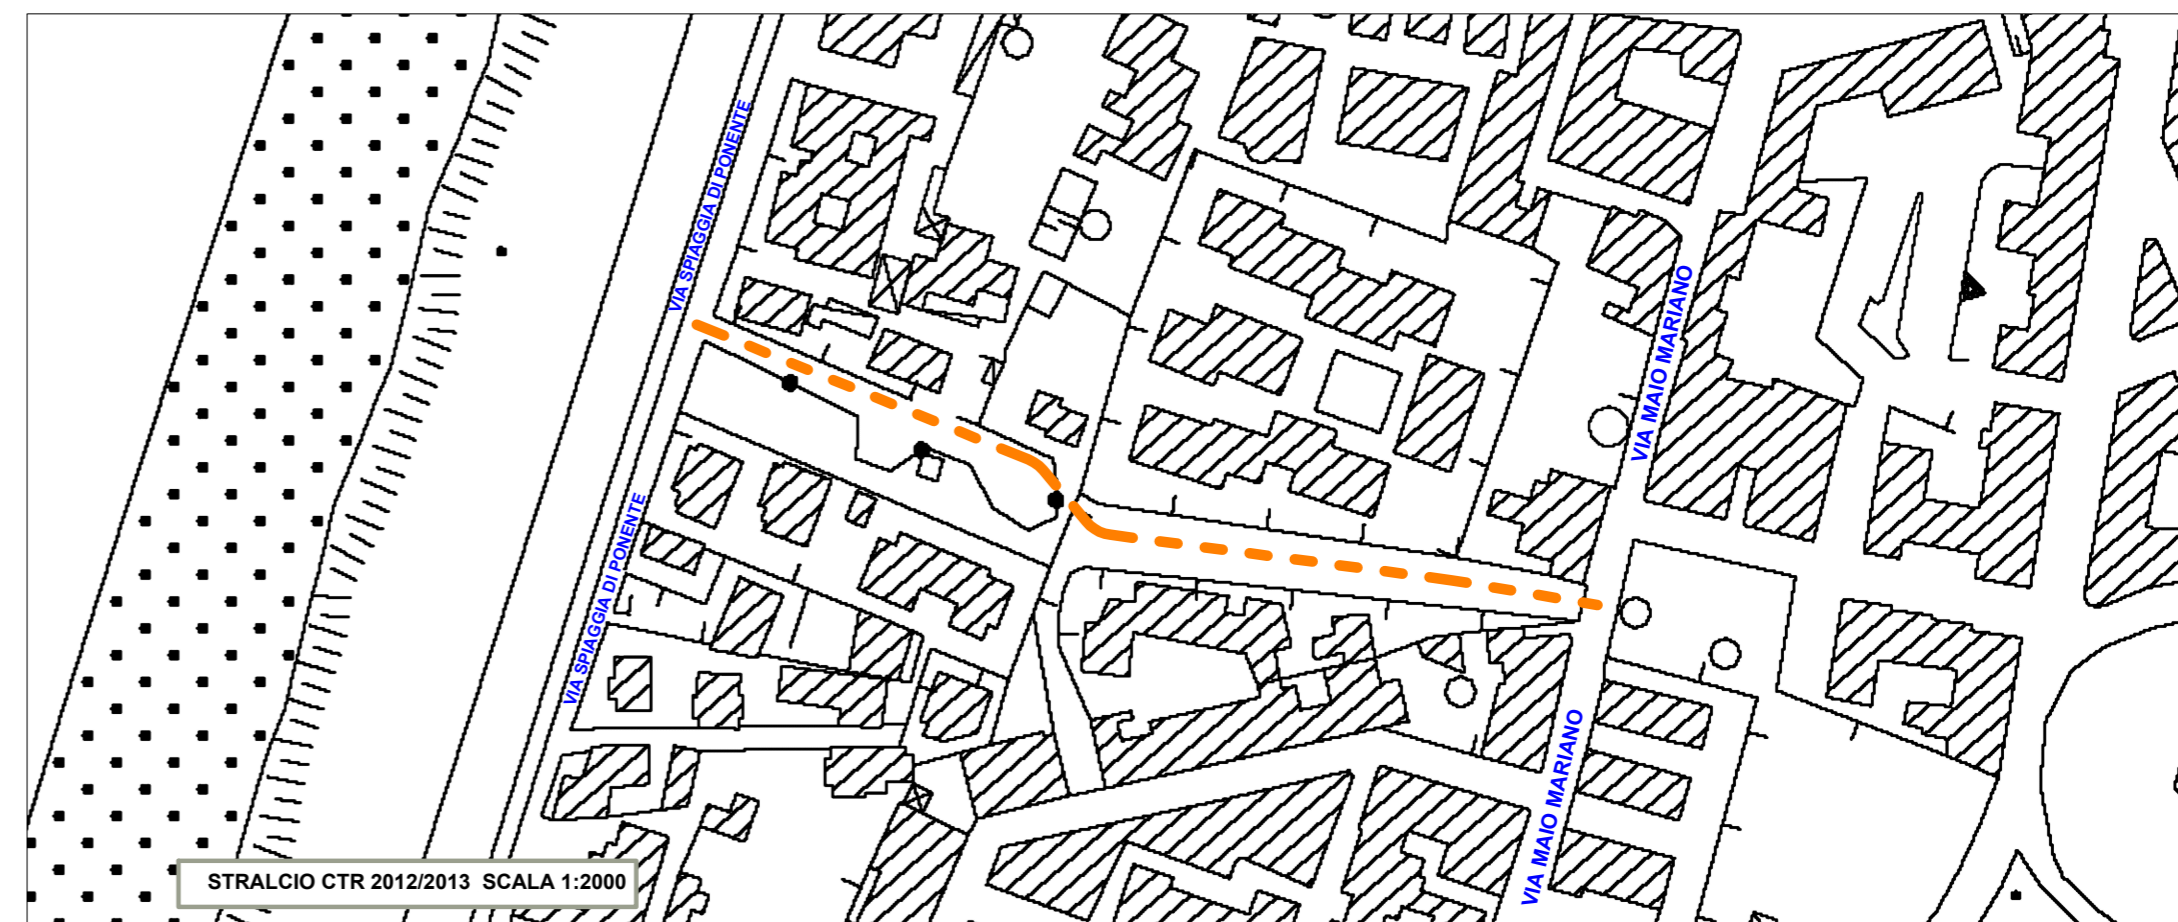 VIA SPIAGGIA DI PONENTE
VIA MAIO MARIANO
VIA SPIAGGIA DI PONENTE
VIA MAIO MARIANO
STRALCIO CTR 2012/2013 SCALA 1:2000